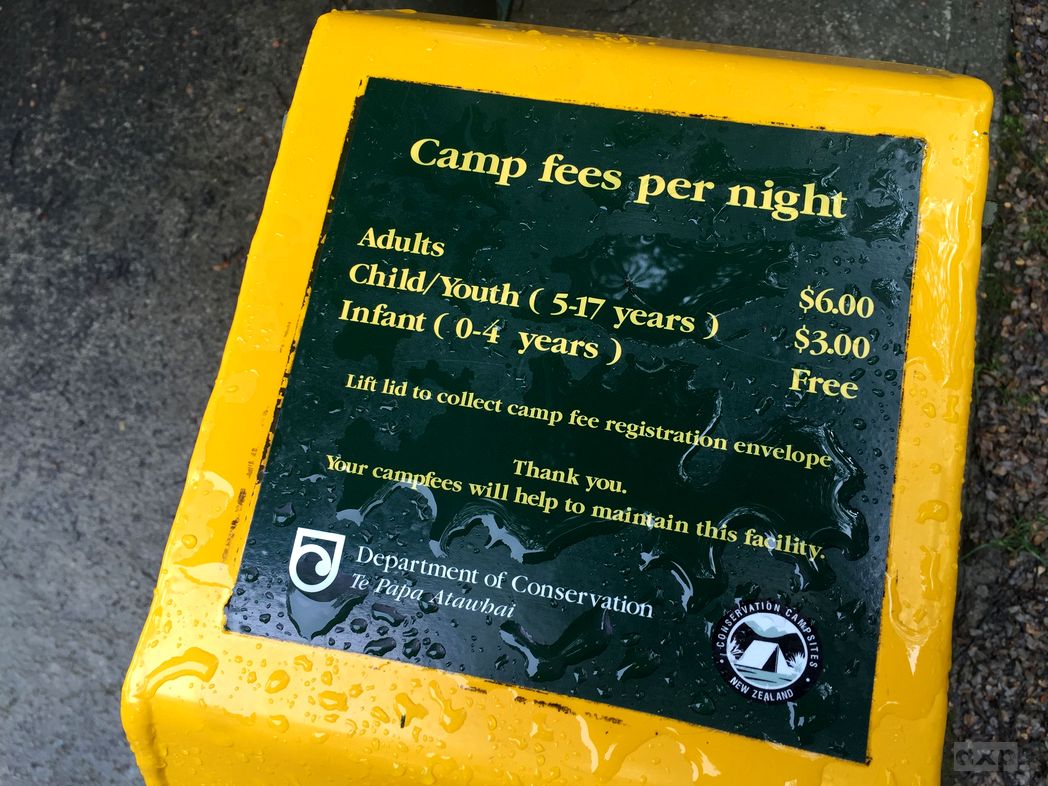 Camp fees per night
Adults $6.00
Child/Youth ( 5-17 years ) $3.00
Infant ( 0-4 years ) Free
Lift lid to collect camp fee registration envelope
Thank you.
Your campfees will help to maintain this facility.
Department of Conservation
Te Papa Atawhai
CONSERVATION CAMPSITES
NEW ZEALAND
axp